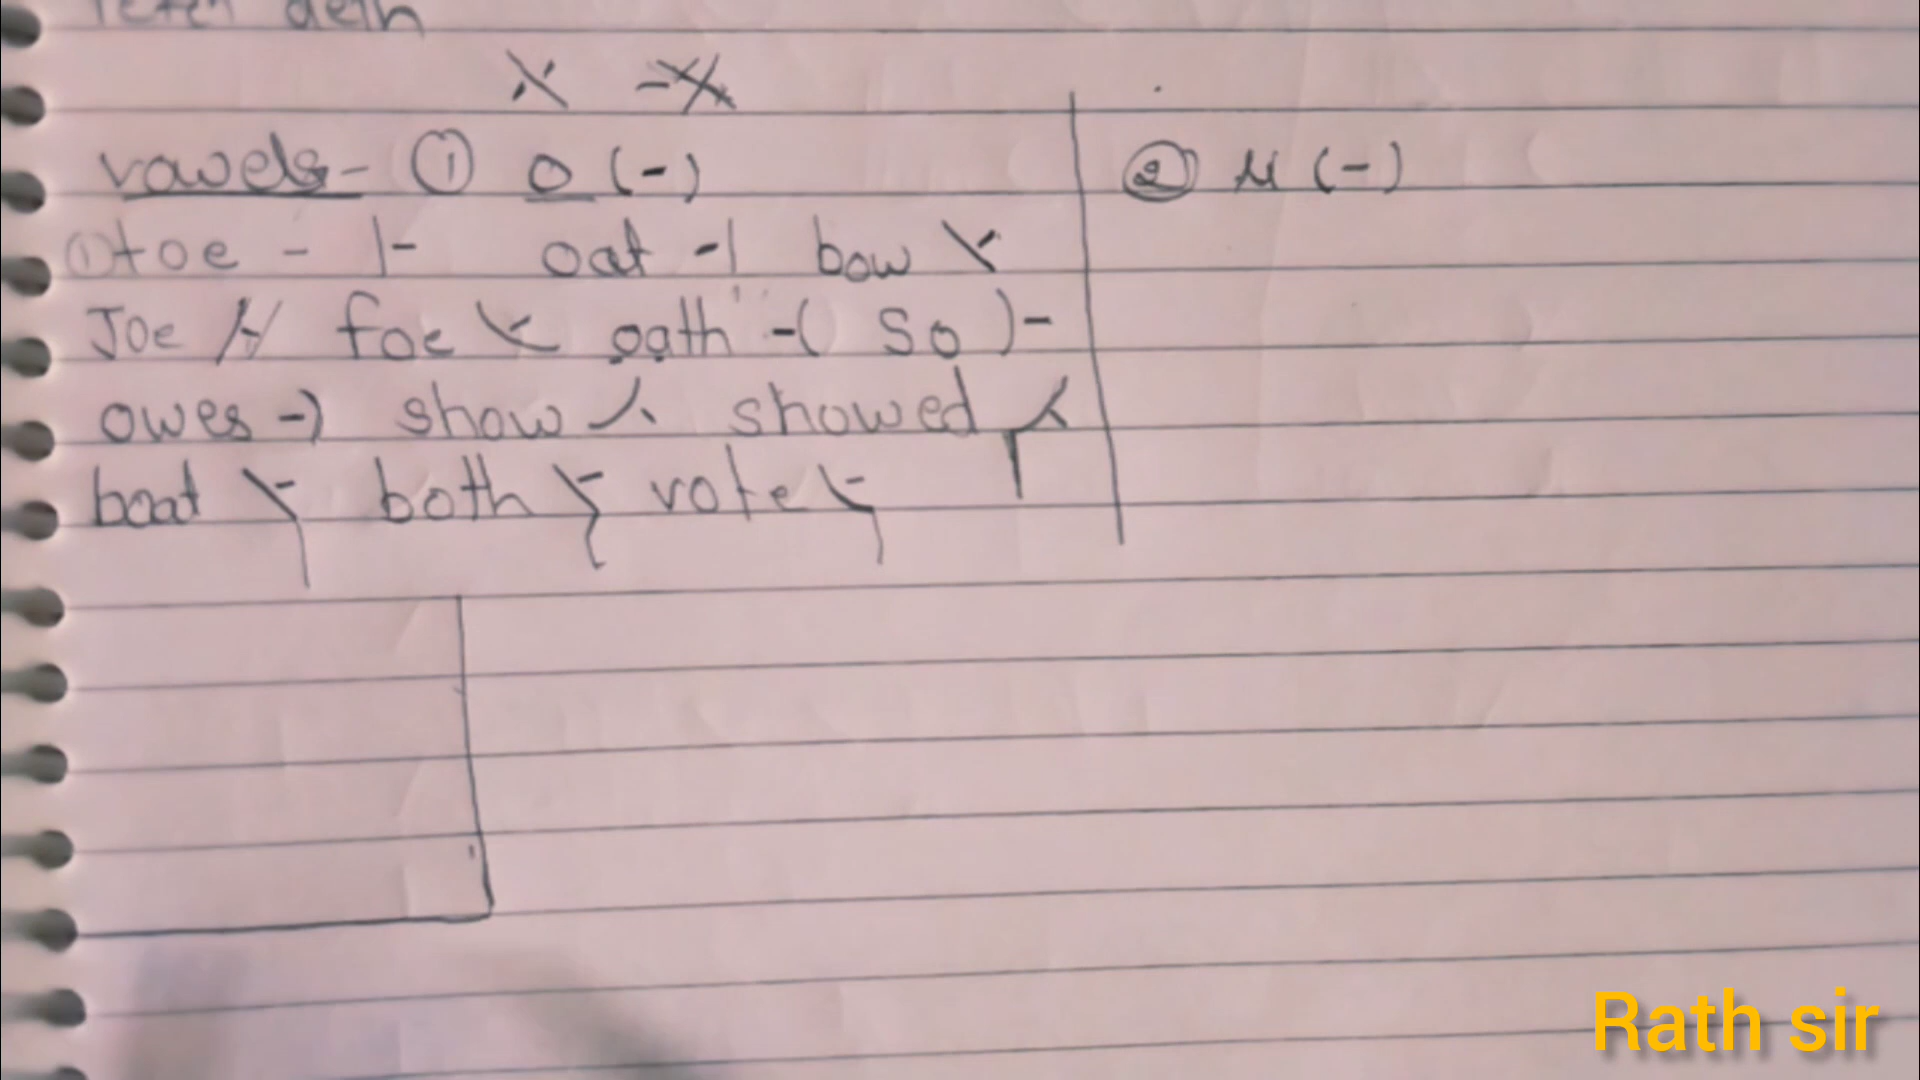 vowels- ① o (-)
① toe - oat bow
Joe foe oath so
owes show showed
boat both vote
② u (-)
Rath sir